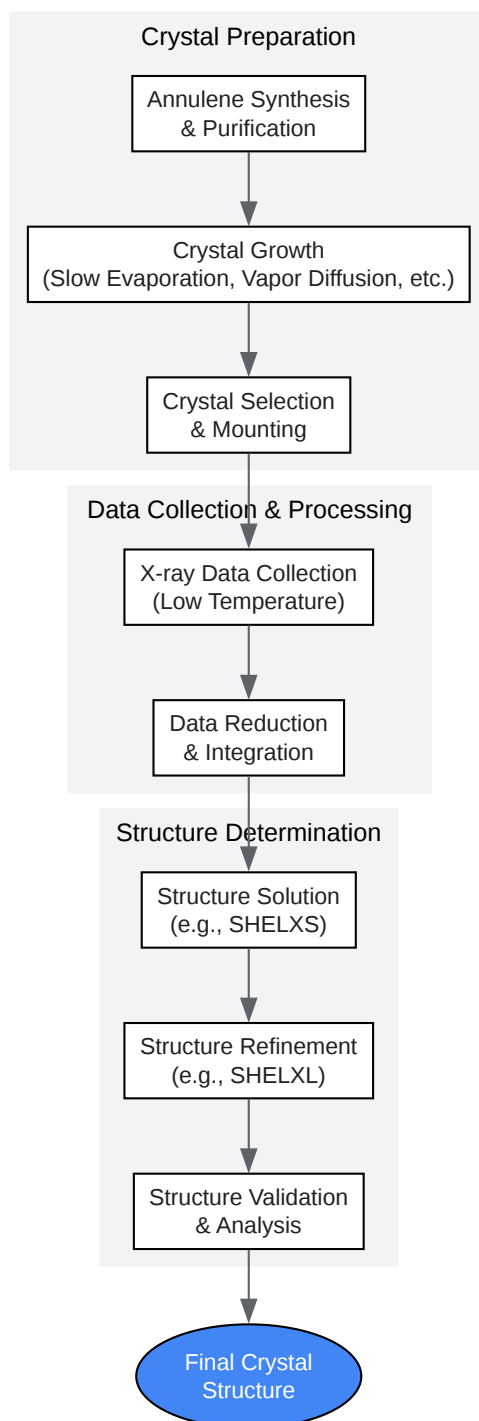 Crystal Preparation
Annulene Synthesis
& Purification
Crystal Growth
(Slow Evaporation, Vapor Diffusion, etc.)
Crystal Selection
& Mounting
Data Collection & Processing
X-ray Data Collection
(Low Temperature)
Data Reduction
& Integration
Structure Determination
Structure Solution
(e.g., SHELXS)
Structure Refinement
(e.g., SHELXL)
Structure Validation
& Analysis
Final Crystal
Structure